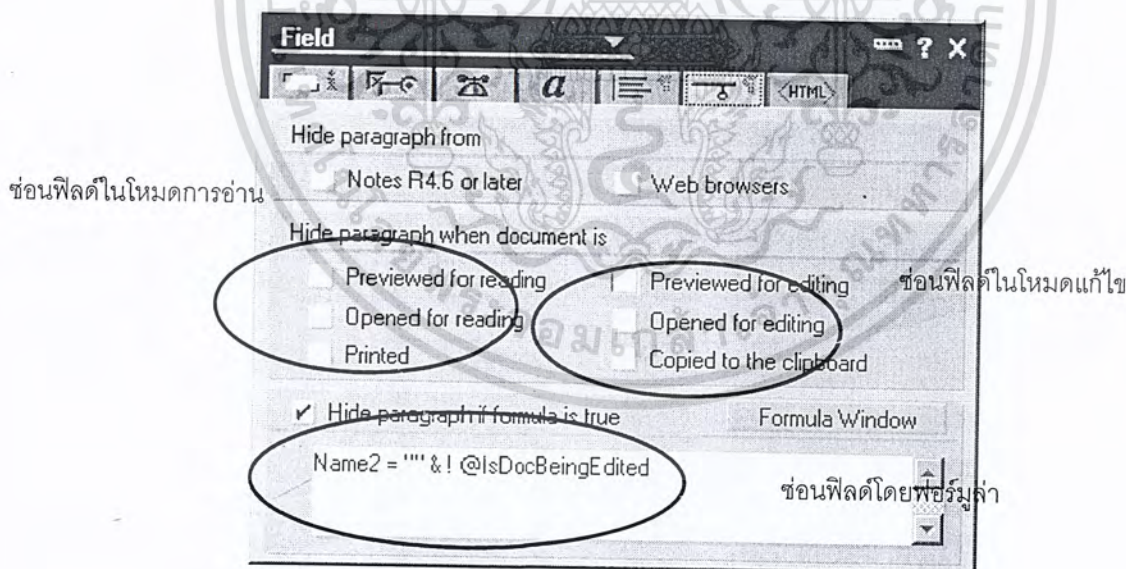 Field
? X
a <HTML>
Hide paragraph from
ซ่อนฟิลด์ในโหมดการอ่าน
Notes R4.6 or later Web browsers
Hide paragraph when document is
Previewed for reading Previewed for editing
ซ่อนฟิลด์ในโหมดแก้ไข
Opened for reading Opened for editing
Printed Copied to the clipboard
Hide paragraph if formula is true Formula Window
Name2 = "" & ! @IsDocBeingEdited
ซ่อนฟิลด์โดยฟอร์มูล่า